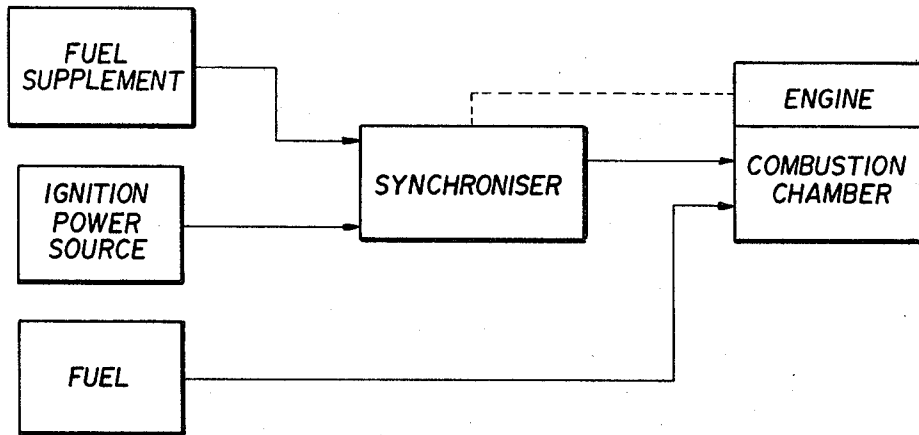 FUEL
SUPPLEMENT
IGNITION
POWER
SOURCE
FUEL
SYNCHRONISER
ENGINE
COMBUSTION
CHAMBER